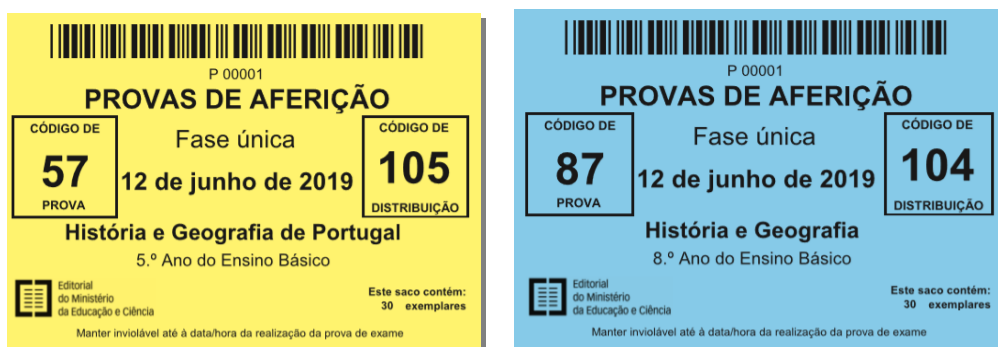 P 00001
PROVAS DE AFERIÇÃO
CÓDIGO DE
57
PROVA
Fase única
12 de junho de 2019
CÓDIGO DE
105
DISTRIBUIÇÃO
História e Geografia de Portugal
5.º Ano do Ensino Básico
Editorial
do Ministério
da Educação e Ciência
Este saco contém:
30 exemplares
Manter inviolável até à data/hora da realização da prova de exame
P 00001
PROVAS DE AFERIÇÃO
CÓDIGO DE
87
PROVA
Fase única
12 de junho de 2019
CÓDIGO DE
104
DISTRIBUIÇÃO
História e Geografia
8.º Ano do Ensino Básico
Editorial
do Ministério
da Educação e Ciência
Este saco contém:
30 exemplares
Manter inviolável até à data/hora da realização da prova de exame